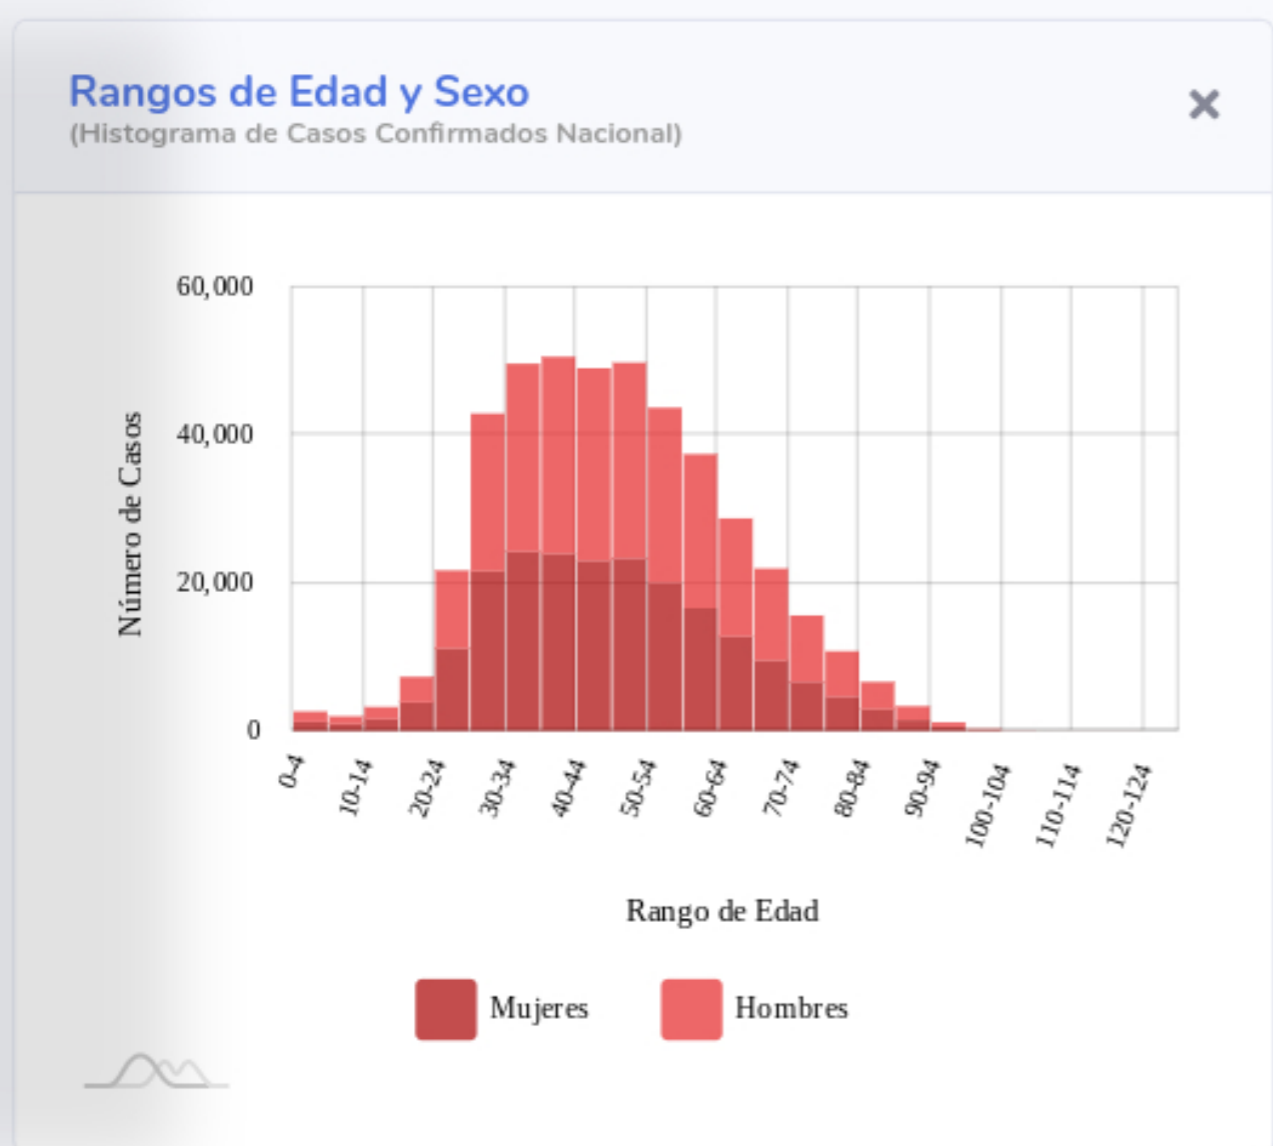 Rangos de Edad y Sexo
(Histograma de Casos Confirmados Nacional)
60,000
40,000
20,000
0
Número de Casos
0-4
10-14
20-24
30-34
40-44
50-54
60-64
70-74
80-84
90-94
100-104
110-114
120-124
Rango de Edad
Mujeres
Hombres